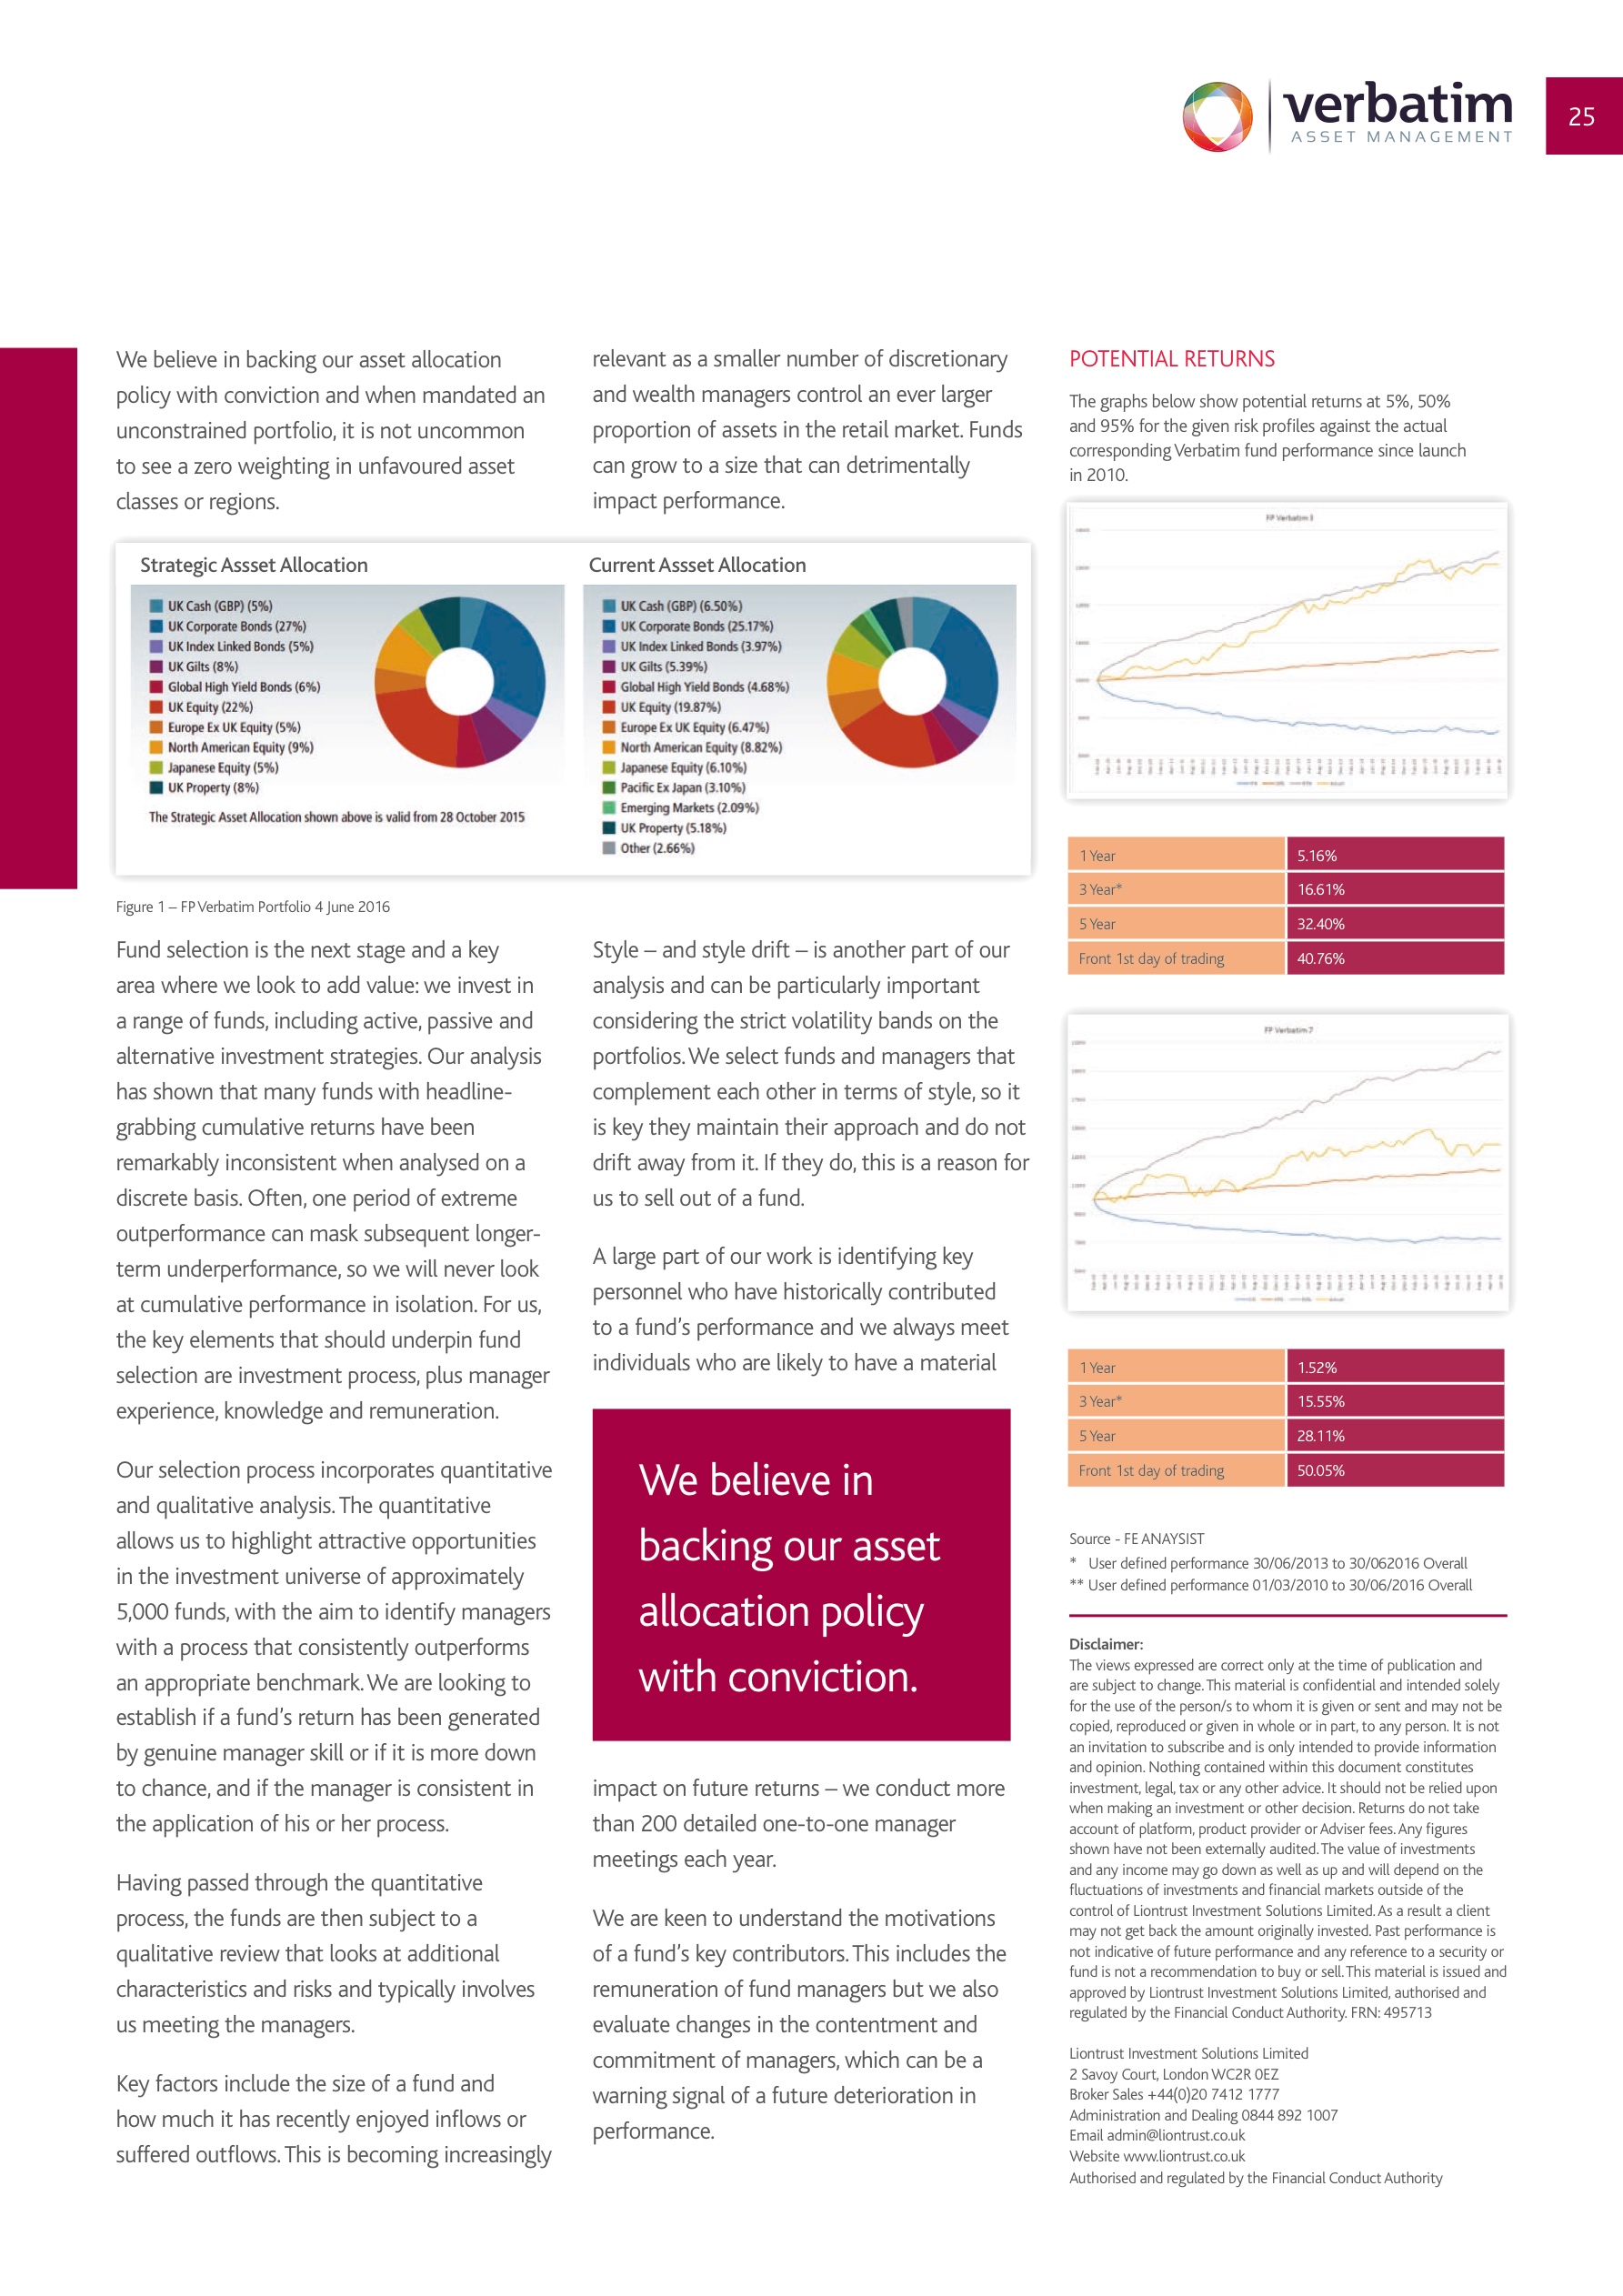 verbatim
ASSET MANAGEMENT
25
We believe in backing our asset allocation
policy with conviction and when mandated an
unconstrained portfolio, it is not uncommon
to see a zero weighting in unfavoured asset
classes or regions.
relevant as a smaller number of discretionary
and wealth managers control an ever larger
proportion of assets in the retail market. Funds
can grow to a size that can detrimentally
impact performance.
Strategic Assset Allocation
UK Cash (GBP) (5%)
UK Corporate Bonds (27%)
UK Index Linked Bonds (5%)
UK Gilts (8%)
Global High Yield Bonds (6%)
UK Equity (22%)
Europe Ex UK Equity (5%)
North American Equity (9%)
Japanese Equity (5%)
UK Property (8%)
The Strategic Asset Allocation shown above is valid from 28 October 2015
Current Assset Allocation
UK Cash (GBP) (6.50%)
UK Corporate Bonds (25.17%)
UK Index Linked Bonds (3.97%)
UK Gilts (5.39%)
Global High Yield Bonds (4.68%)
UK Equity (19.87%)
Europe Ex UK Equity (6.47%)
North American Equity (8.82%)
Japanese Equity (6.10%)
Pacific Ex Japan (3.10%)
Emerging Markets (2.09%)
UK Property (5.18%)
Other (2.66%)
Figure 1 – FP Verbatim Portfolio 4 June 2016
Fund selection is the next stage and a key
area where we look to add value: we invest in
a range of funds, including active, passive and
alternative investment strategies. Our analysis
has shown that many funds with headline-
grabbing cumulative returns have been
remarkably inconsistent when analysed on a
discrete basis. Often, one period of extreme
outperformance can mask subsequent longer-
term underperformance, so we will never look
at cumulative performance in isolation. For us,
the key elements that should underpin fund
selection are investment process, plus manager
experience, knowledge and remuneration.
Our selection process incorporates quantitative
and qualitative analysis. The quantitative
allows us to highlight attractive opportunities
in the investment universe of approximately
5,000 funds, with the aim to identify managers
with a process that consistently outperforms
an appropriate benchmark. We are looking to
establish if a fund's return has been generated
by genuine manager skill or if it is more down
to chance, and if the manager is consistent in
the application of his or her process.
Having passed through the quantitative
process, the funds are then subject to a
qualitative review that looks at additional
characteristics and risks and typically involves
us meeting the managers.
Key factors include the size of a fund and
how much it has recently enjoyed inflows or
suffered outflows. This is becoming increasingly
Style – and style drift – is another part of our
analysis and can be particularly important
considering the strict volatility bands on the
portfolios. We select funds and managers that
complement each other in terms of style, so it
is key they maintain their approach and do not
drift away from it. If they do, this is a reason for
us to sell out of a fund.
A large part of our work is identifying key
personnel who have historically contributed
to a fund's performance and we always meet
individuals who are likely to have a material
We believe in
backing our asset
allocation policy
with conviction.
impact on future returns – we conduct more
than 200 detailed one-to-one manager
meetings each year.
We are keen to understand the motivations
of a fund's key contributors. This includes the
remuneration of fund managers but we also
evaluate changes in the contentment and
commitment of managers, which can be a
warning signal of a future deterioration in
performance.
POTENTIAL RETURNS
The graphs below show potential returns at 5%, 50%
and 95% for the given risk profiles against the actual
corresponding Verbatim fund performance since launch
in 2010.
FP Verbatim 3
1 Year 5.16%
3 Year* 16.61%
5 Year 32.40%
Front 1st day of trading 40.76%
FP Verbatim 7
1 Year 1.52%
3 Year* 15.55%
5 Year 28.11%
Front 1st day of trading 50.05%
Source - FE ANAYSIST
* User defined performance 30/06/2013 to 30/062016 Overall
** User defined performance 01/03/2010 to 30/06/2016 Overall
Disclaimer:
The views expressed are correct only at the time of publication and
are subject to change. This material is confidential and intended solely
for the use of the person/s to whom it is given or sent and may not be
copied, reproduced or given in whole or in part, to any person. It is not
an invitation to subscribe and is only intended to provide information
and opinion. Nothing contained within this document constitutes
investment, legal, tax or any other advice. It should not be relied upon
when making an investment or other decision. Returns do not take
account of platform, product provider or Adviser fees. Any figures
shown have not been externally audited. The value of investments
and any income may go down as well as up and will depend on the
fluctuations of investments and financial markets outside of the
control of Liontrust Investment Solutions Limited. As a result a client
may not get back the amount originally invested. Past performance is
not indicative of future performance and any reference to a security or
fund is not a recommendation to buy or sell. This material is issued and
approved by Liontrust Investment Solutions Limited, authorised and
regulated by the Financial Conduct Authority. FRN: 495713
Liontrust Investment Solutions Limited
2 Savoy Court, London WC2R 0EZ
Broker Sales +44(0)20 7412 1777
Administration and Dealing 0844 892 1007
Email admin@liontrust.co.uk
Website www.liontrust.co.uk
Authorised and regulated by the Financial Conduct Authority